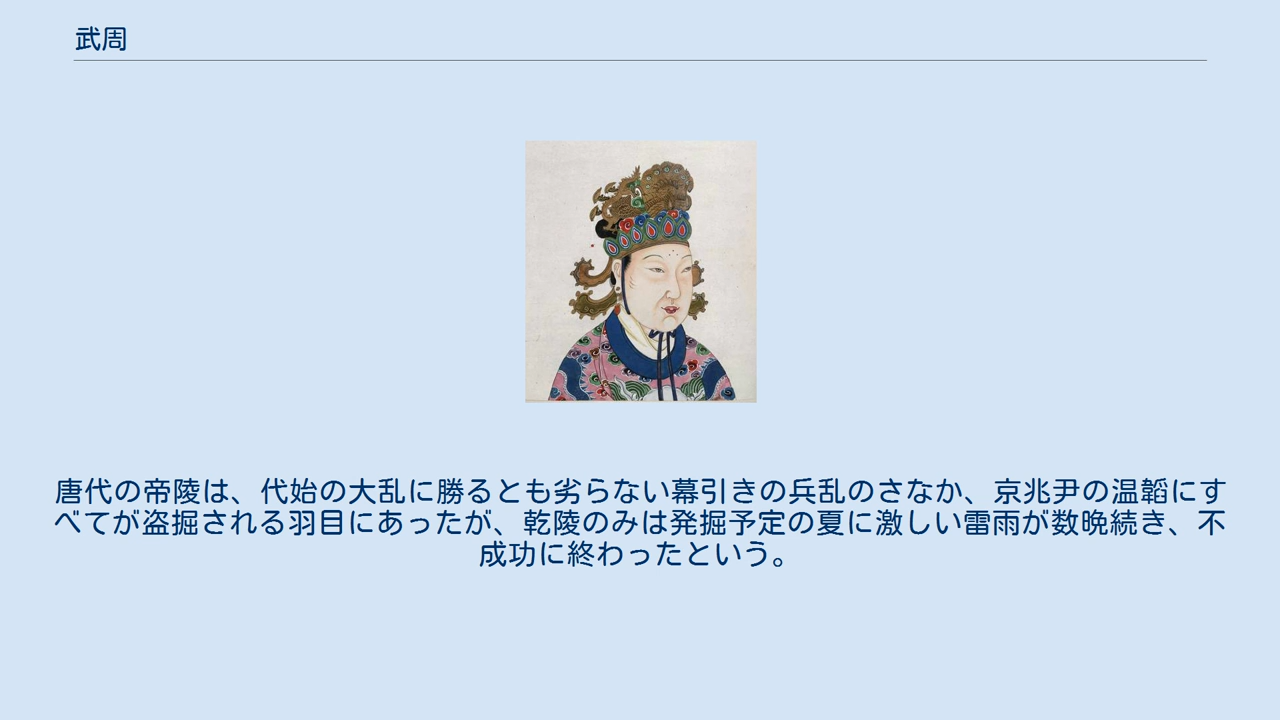 武周
唐代の帝陵は、代始の大乱に勝るとも劣らない幕引きの兵乱のさなか、京兆尹の温韜にす
べてが盗掘される羽目にあったが、乾陵のみは発掘予定の夏に激しい雷雨が数晩続き、不
成功に終わったという。